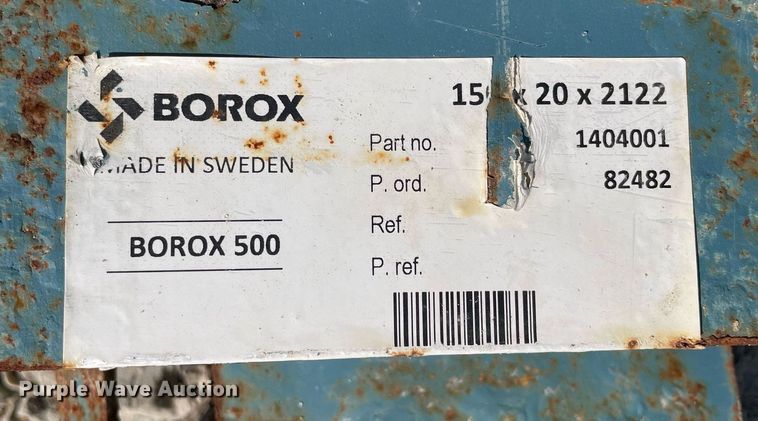 BOROX
MADE IN SWEDEN
BOROX 500
x 20 x 2122
Part no. 1404001
P. ord. 82482
Ref.
P. ref.
Purple Wave Auction